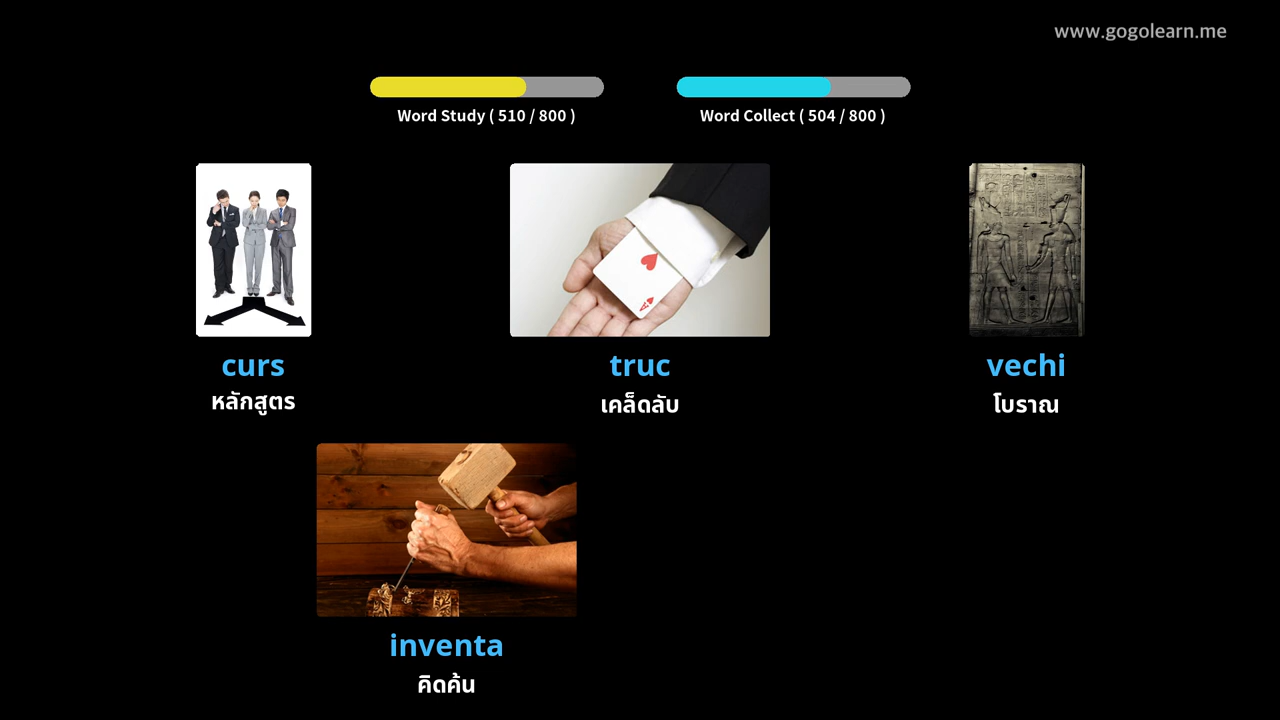 www.gogolearn.me
Word Study ( 510 / 800 )
Word Collect ( 504 / 800 )
curs
หลักสูตร
truc
เคล็ดลับ
vechi
โบราณ
inventa
คิดค้น